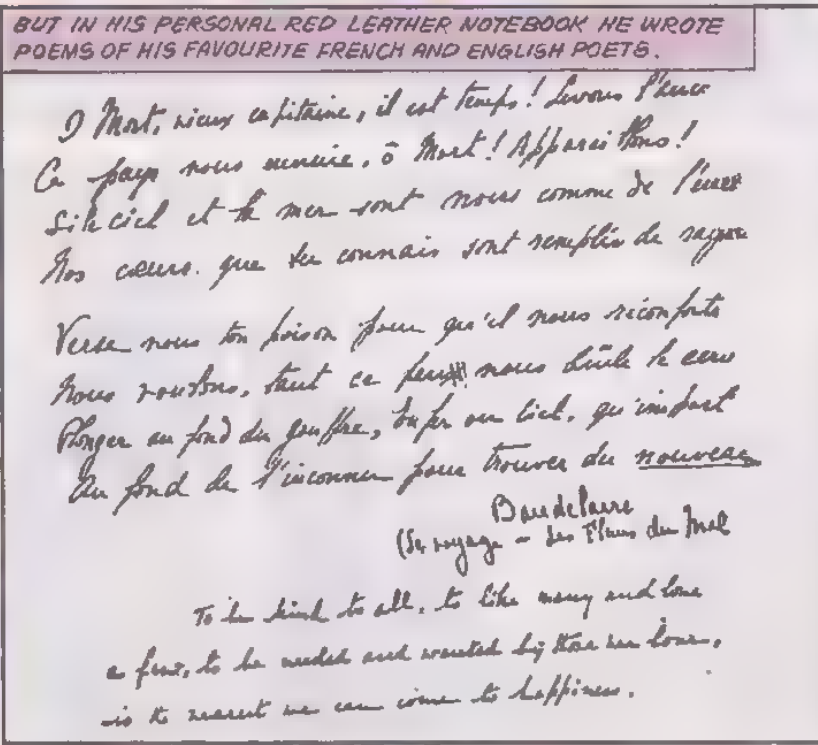 BUT IN HIS PERSONAL RED LEATHER NOTEBOOK HE WROTE
POEMS OF HIS FAVOURITE FRENCH AND ENGLISH POETS.
O Mort, vieux capitaine, il est temps! Levons l'ancr
Ce pays nous ennuie, ô Mort! Appareillons!
Si le ciel et la mer sont noirs comme de l'encre
Nos cœurs que tu connais sont remplis de rayon
Verse nous ton poison pour qu'il nous réconforte
Nous voulons, tant ce feu nous brûle le cerv
Plonger au fond du gouffre, Enfer ou Ciel, qu'import
Au fond de l'inconnu pour trouver du nouveau
Baudelaire
(Le voyage - Les Fleurs du Mal
To be kind to all, to like many and love
a few, to be needed and wanted by those we love,
is the nearest we can come to happiness.